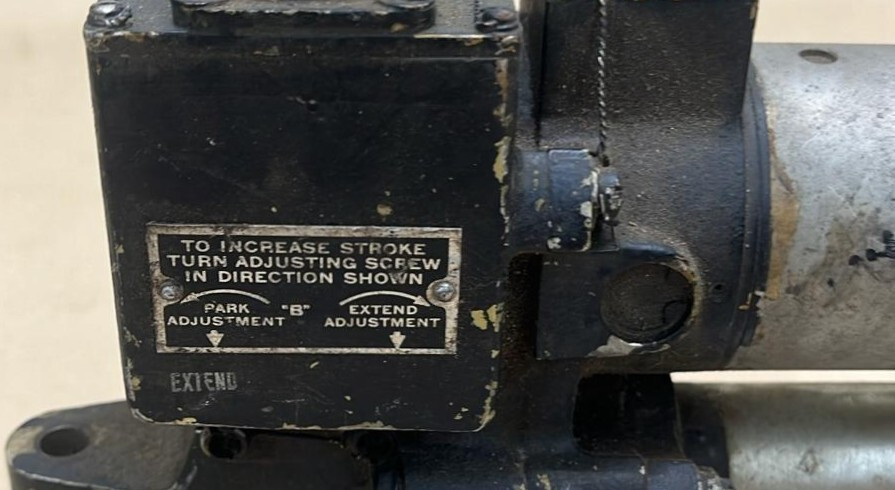 TO INCREASE STROKE
TURN ADJUSTING SCREW
IN DIRECTION SHOWN
PARK "B" EXTEND
ADJUSTMENT ADJUSTMENT
EXTEND